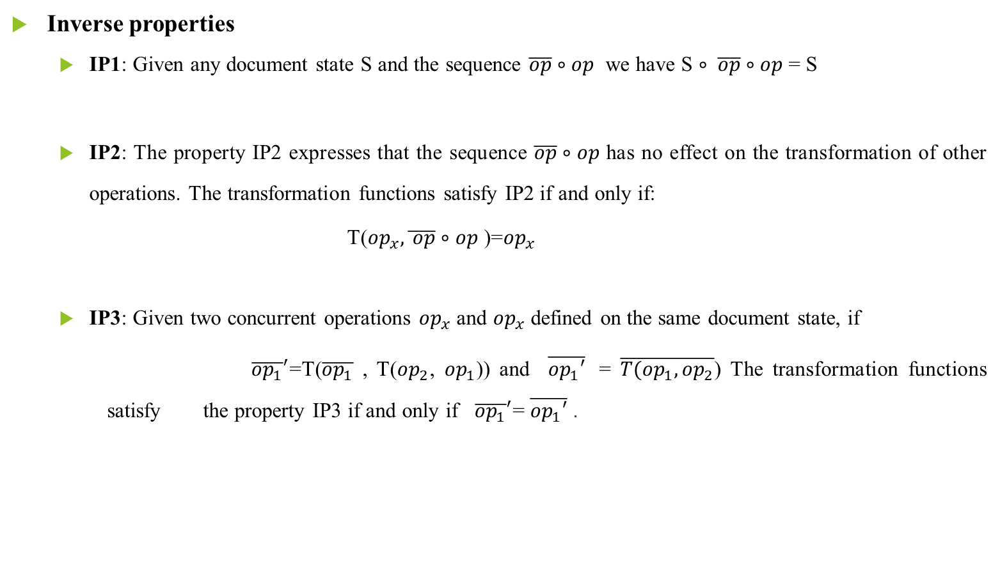 Inverse properties
IP1: Given any document state S and the sequence $\overline{op} \circ op$ we have S $\circ$ $\overline{op} \circ op$ = S
IP2: The property IP2 expresses that the sequence $\overline{op} \circ op$ has no effect on the transformation of other
operations. The transformation functions satisfy IP2 if and only if:
T($op_x$, $\overline{op} \circ op$ )=$op_x$
IP3: Given two concurrent operations $op_x$ and $op_x$ defined on the same document state, if
$\overline{op_1}'$=T($\overline{op_1}$ , T($op_2$, $op_1$)) and $\overline{op_1'}$ = $\overline{T(op_1, op_2}$) The transformation functions
satisfy the property IP3 if and only if $\overline{op_1}'$= $\overline{op_1'}$ .